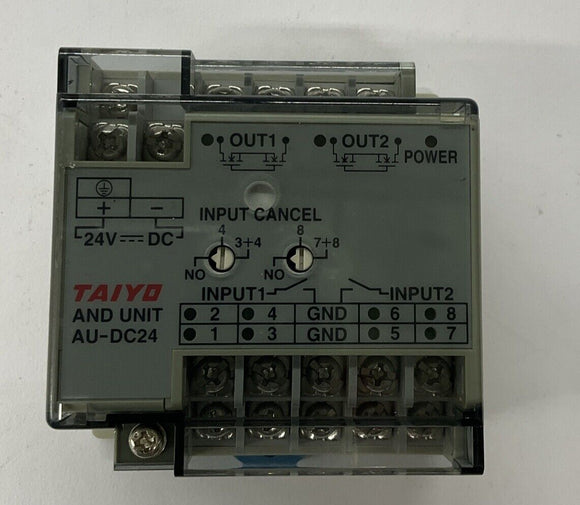 OUT1 OUT2
POWER
+ -
24V DC
INPUT CANCEL
4 8
3+4 7+8
NO NO
INPUT1 INPUT2
TAIYO
AND UNIT
AU-DC24
2 4 GND 6 8
1 3 GND 5 7